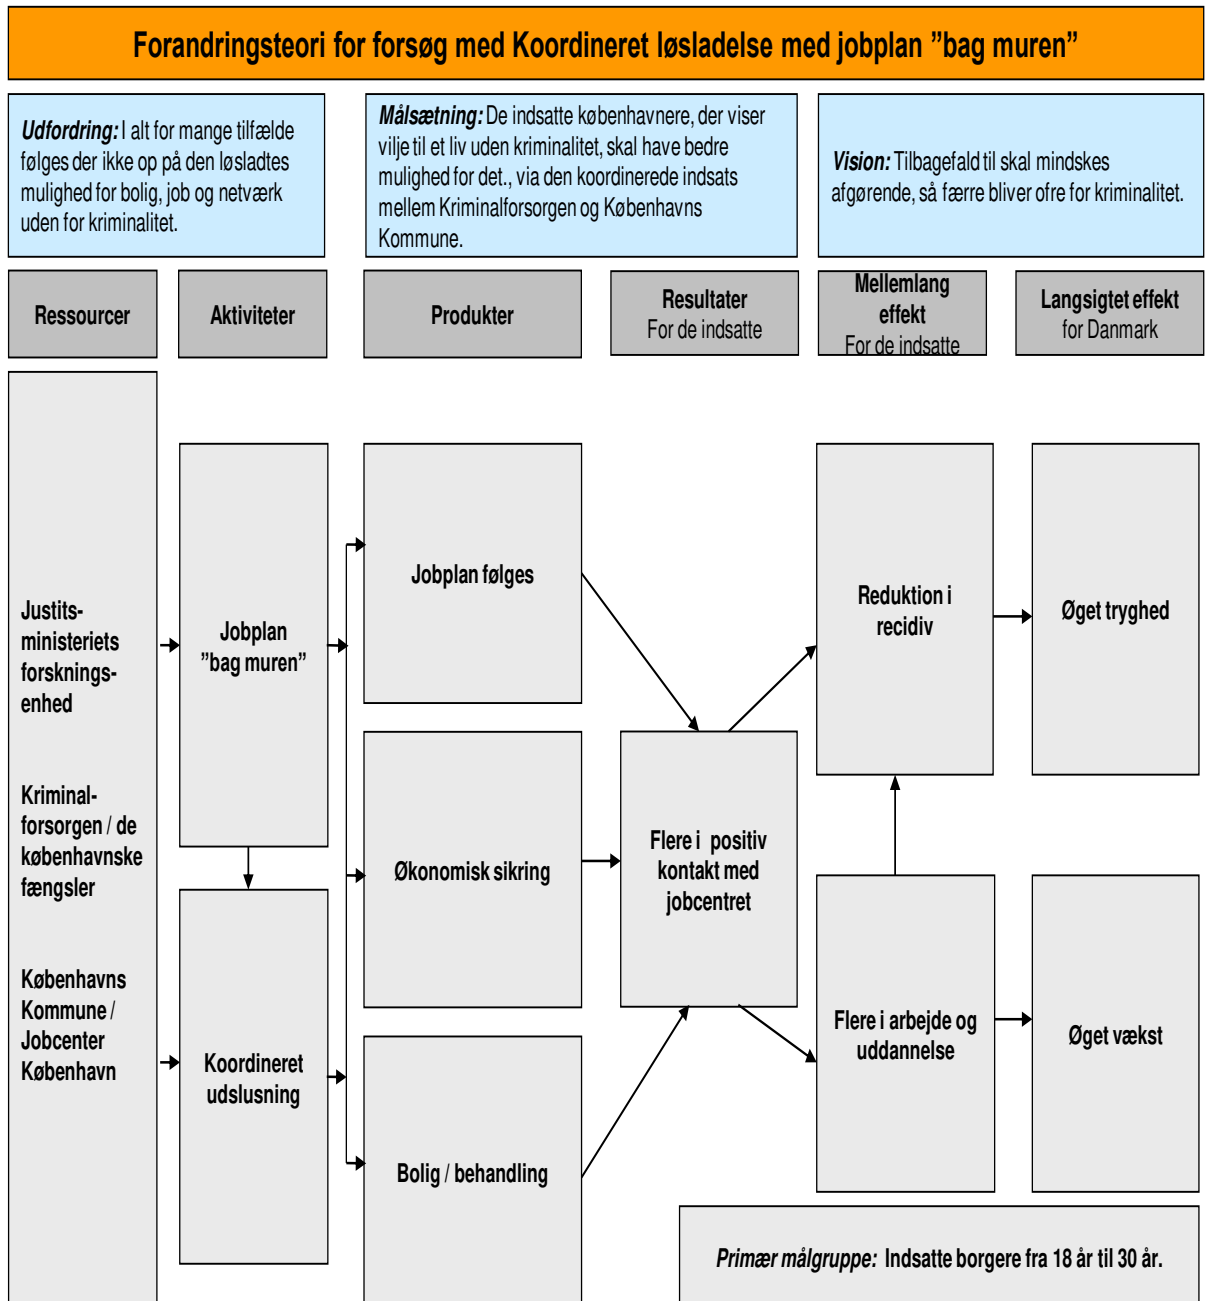 Forandringsteori for forsøg med Koordineret løsladelse med jobplan ”bag muren”
Udfordring: I alt for mange tilfælde
følges der ikke op på den løsladtes
mulighed for bolig, job og netværk
uden for kriminalitet.
Målsætning: De indsatte københavnere, der viser
vilje til et liv uden kriminalitet, skal have bedre
mulighed for det., via den koordinerede indsats
mellem Kriminalforsorgen og Københavns
Kommune.
Vision: Tilbagefald til skal mindskes
afgørende, så færre bliver ofre for kriminalitet.
Ressourcer
Aktiviteter
Produkter
Resultater
For de indsatte
Mellemlang
effekt
For de indsatte
Langsigtet effekt
for Danmark
Justits-
ministeriets
forsknings-
enhed
Kriminal-
forsorgen / de
københavnske
fængsler
Københavns
Kommune /
Jobcenter
København
Jobplan
”bag muren”
Koordineret
udslusning
Jobplan følges
Økonomisk sikring
Bolig / behandling
Flere i positiv
kontakt med
jobcentret
Reduktion i
recidiv
Flere i arbejde og
uddannelse
Øget tryghed
Øget vækst
Primær målgruppe: Indsatte borgere fra 18 år til 30 år.